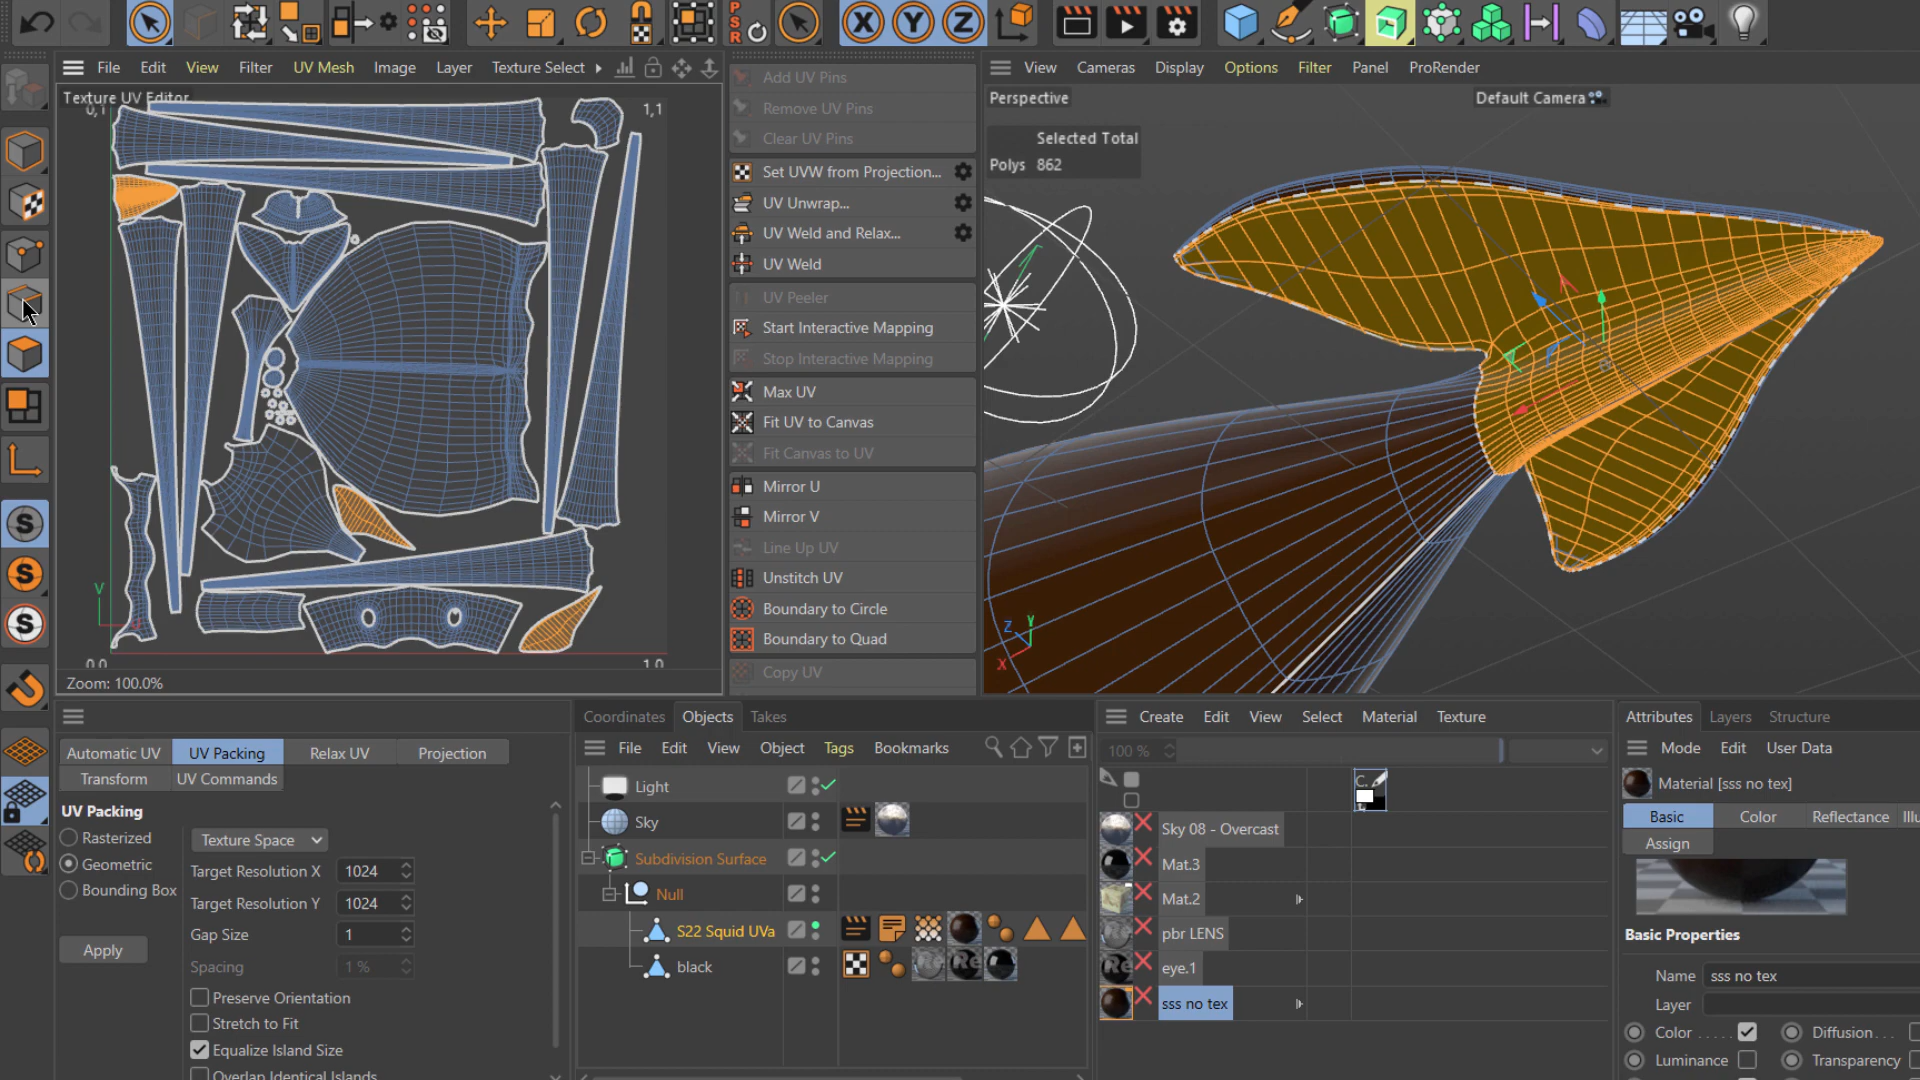 PSR
X Y Z
File Edit View Filter UV Mesh Image Layer Texture Select
Texture UV Editor
0,1
1,1
V
0,0
1,0
Zoom: 100.0%
S
S
S
Add UV Pins
Remove UV Pins
Clear UV Pins
Set UVW from Projection...
UV Unwrap...
UV Weld and Relax...
UV Weld
UV Peeler
Start Interactive Mapping
Stop Interactive Mapping
Max UV
Fit UV to Canvas
Fit Canvas to UV
Mirror U
Mirror V
Line Up UV
Unstitch UV
Boundary to Circle
Boundary to Quad
Copy UV
View Cameras Display Options Filter Panel ProRender
Perspective
Default Camera
Selected Total
Polys 862
Y
Z
X
Automatic UV UV Packing Relax UV Projection
Transform UV Commands
UV Packing
Rasterized
Geometric
Bounding Box
Apply
Texture Space
Target Resolution X 1024
Target Resolution Y 1024
Gap Size 1
Spacing 1 %
Preserve Orientation
Stretch to Fit
Equalize Island Size
Overlap Identical Islands
Coordinates Objects Takes
File Edit View Object Tags Bookmarks
Light
Sky
Subdivision Surface
Null
S22 Squid UVa
black
Create Edit View Select Material Texture
100 %
C.
Sky 08 - Overcast
Mat.3
Mat.2
pbr LENS
eye.1
sss no tex
Attributes Layers Structure
Mode Edit User Data
Material [sss no tex]
Basic Color Reflectance Illu
Assign
Basic Properties
Name sss no tex
Layer
Color . . . . . Diffusion . . .
Luminance Transparency